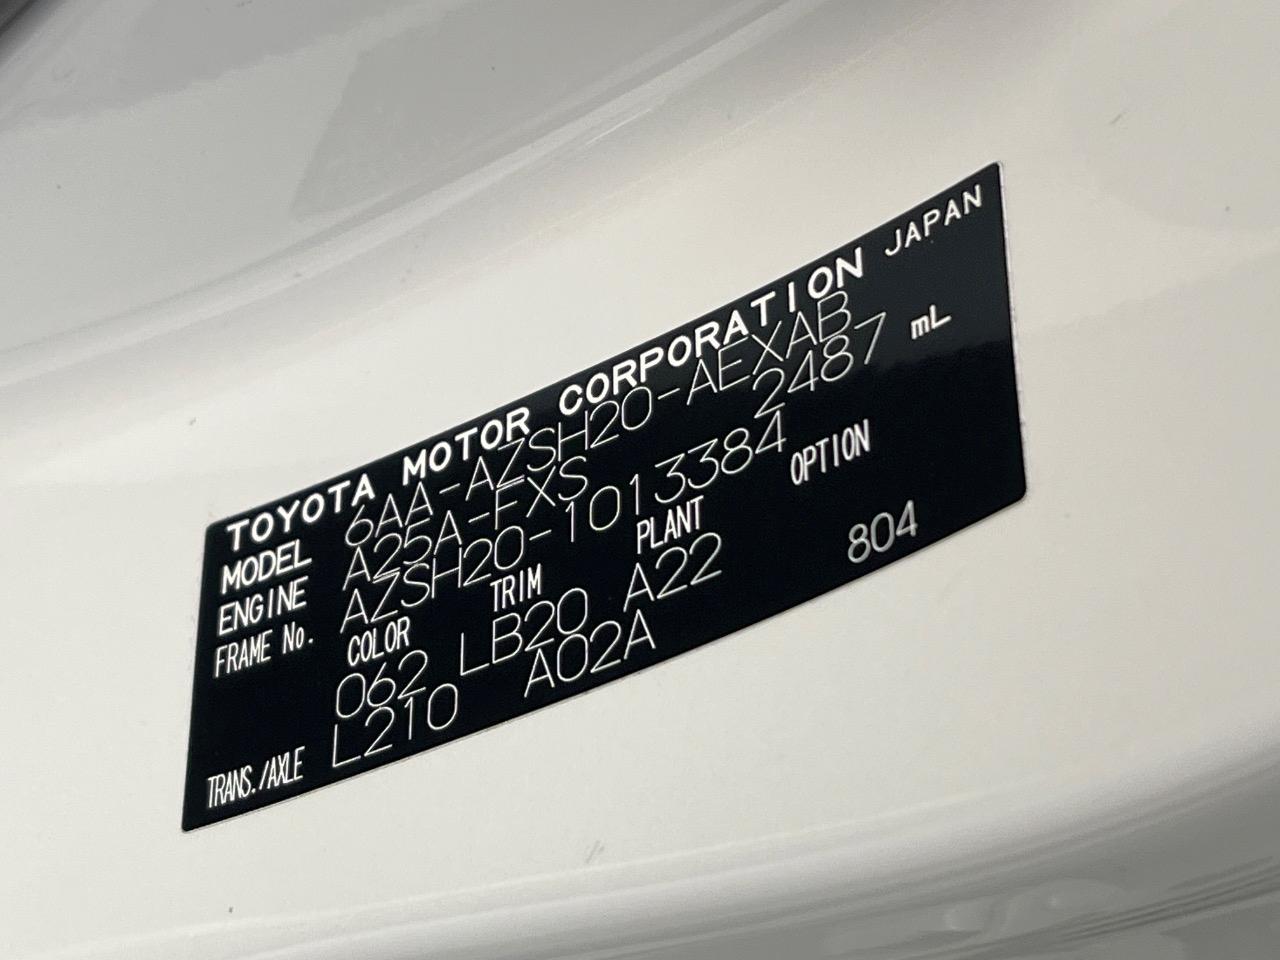 TOYOTA MOTOR CORPORATION JAPAN
MODEL 6AA-AZSH20-AEXAB
ENGINE A25A-FXS 2487 mL
FRAME No. AZSH20-1013384
COLOR TRIM PLANT OPTION
062 LB20 A22 804
TRANS./AXLE L210 A02A